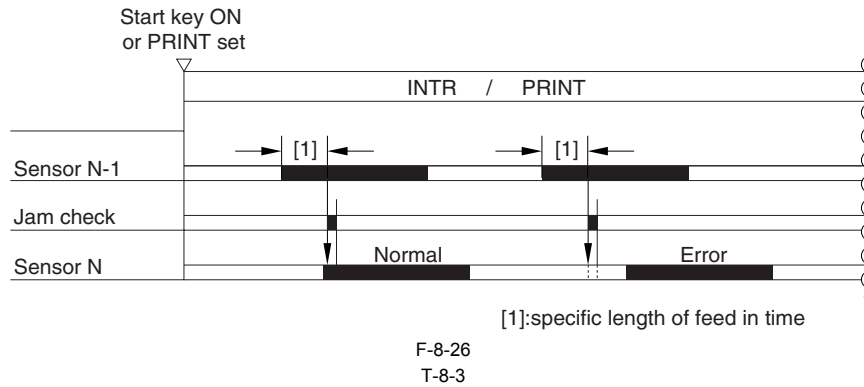 Start key ON
or PRINT set
INTR / PRINT
[1] [1]
Sensor N-1
Jam check
Normal Error
Sensor N
[1]:specific length of feed in time
F-8-26
T-8-3